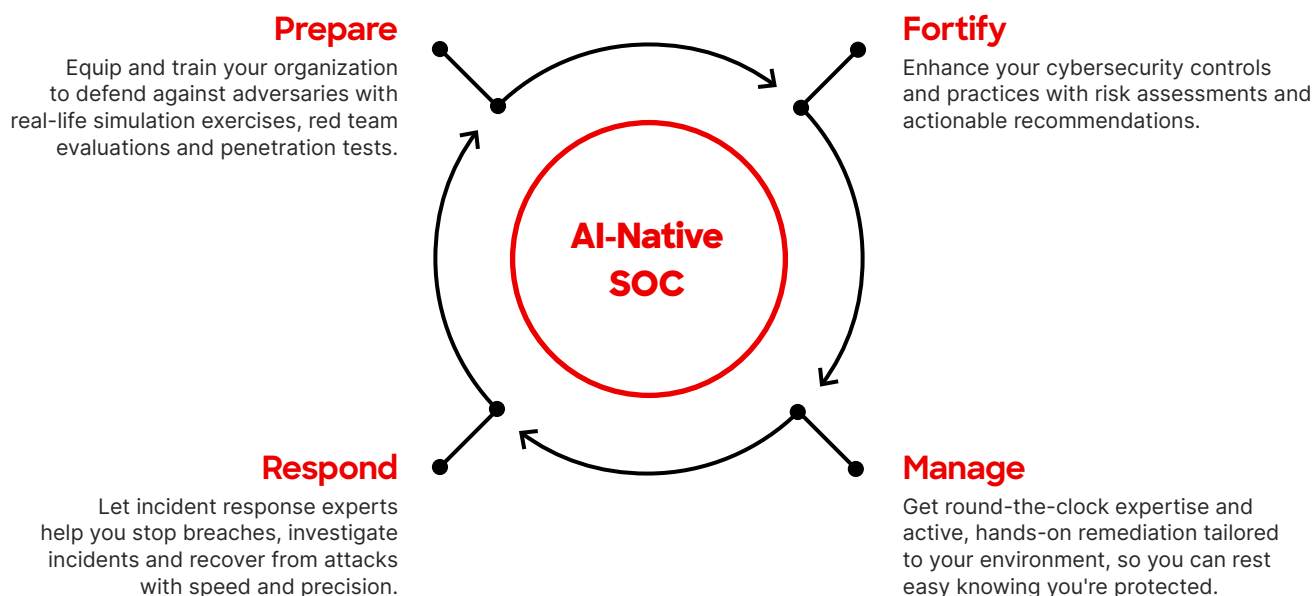 Prepare
Equip and train your organization
to defend against adversaries with
real-life simulation exercises, red team
evaluations and penetration tests.
Fortify
Enhance your cybersecurity controls
and practices with risk assessments and
actionable recommendations.
AI-Native
SOC
Respond
Let incident response experts
help you stop breaches, investigate
incidents and recover from attacks
with speed and precision.
Manage
Get round-the-clock expertise and
active, hands-on remediation tailored
to your environment, so you can rest
easy knowing you're protected.